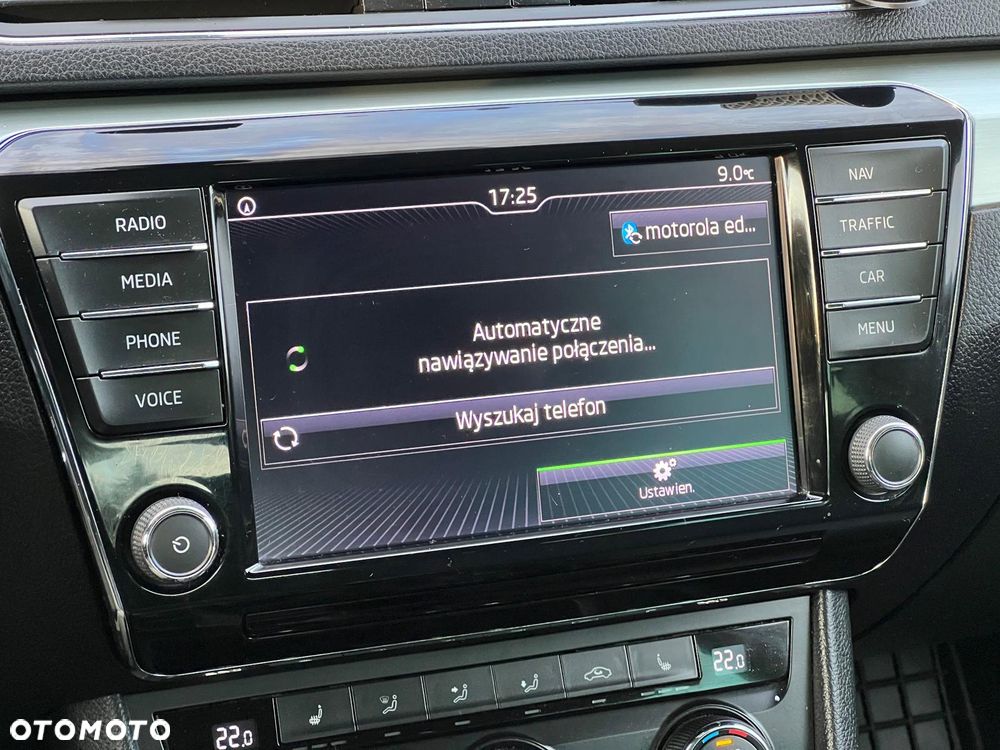 17:25
9.0°C
motorola ed...
RADIO
MEDIA
PHONE
VOICE
NAV
TRAFFIC
CAR
MENU
Automatyczne
nawiązywanie połączenia...
Wyszukaj telefon
Ustawien.
22.0
22.0
OTOMOTO